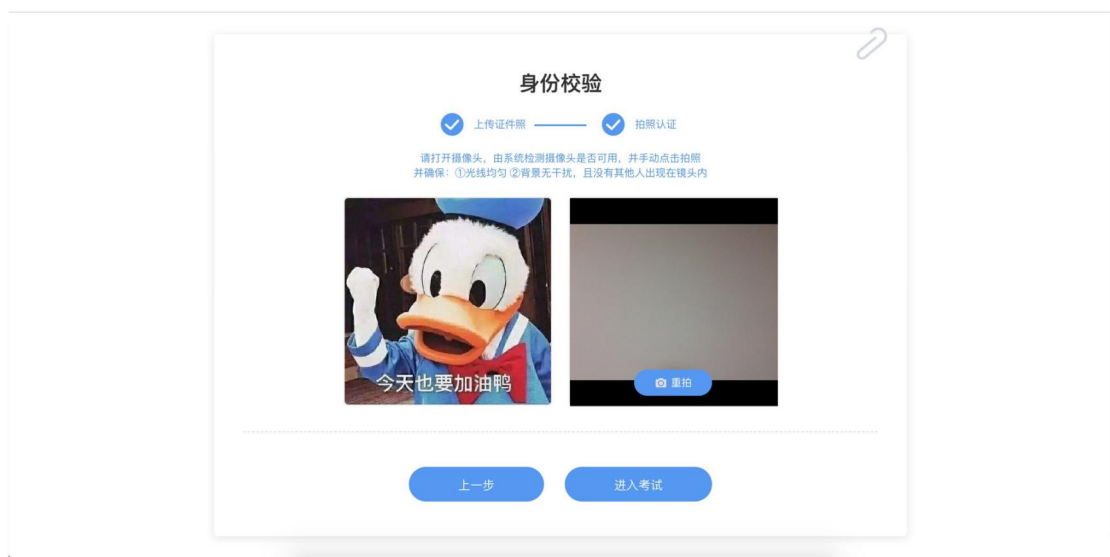 身份校验
上传证件照
拍照认证
请打开摄像头，由系统检测摄像头是否可用，并手动点击拍照
并确保：①光线均匀 ②背景无干扰，且没有其他人出现在镜头内
今天也要加油鸭
重拍
上一步
进入考试